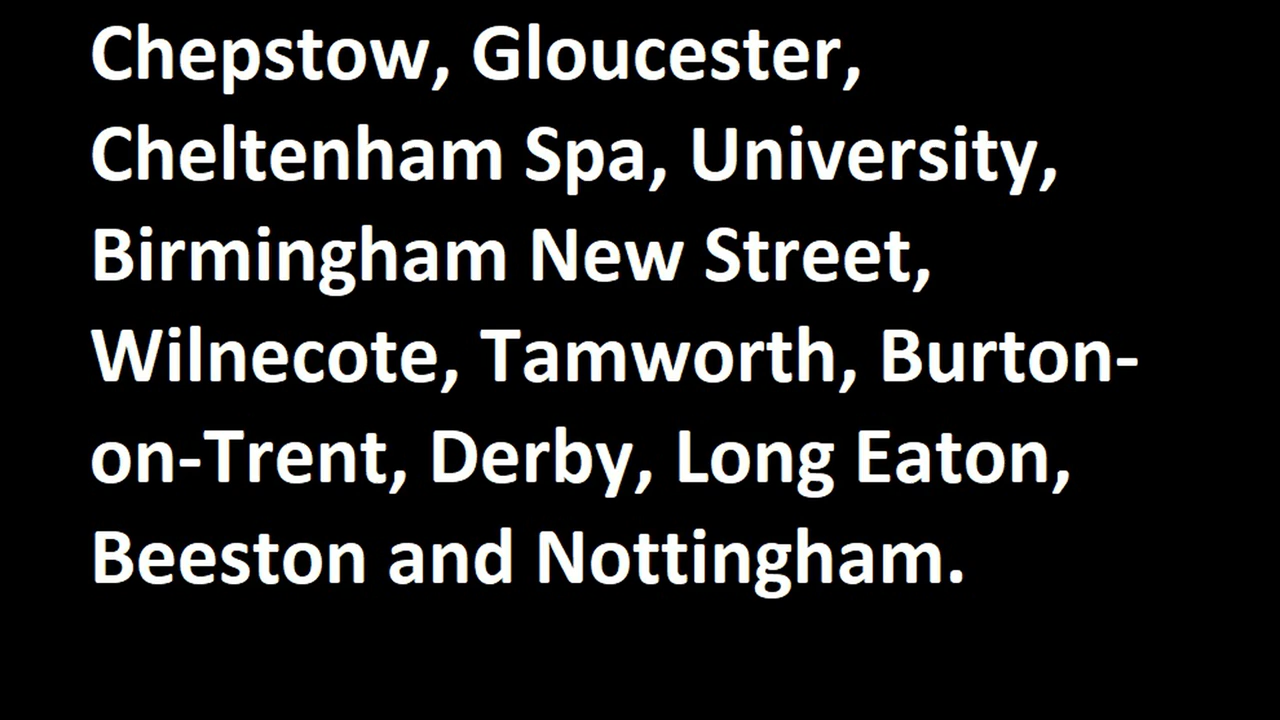 Chepstow, Gloucester,
Cheltenham Spa, University,
Birmingham New Street,
Wilnecote, Tamworth, Burton-
on-Trent, Derby, Long Eaton,
Beeston and Nottingham.